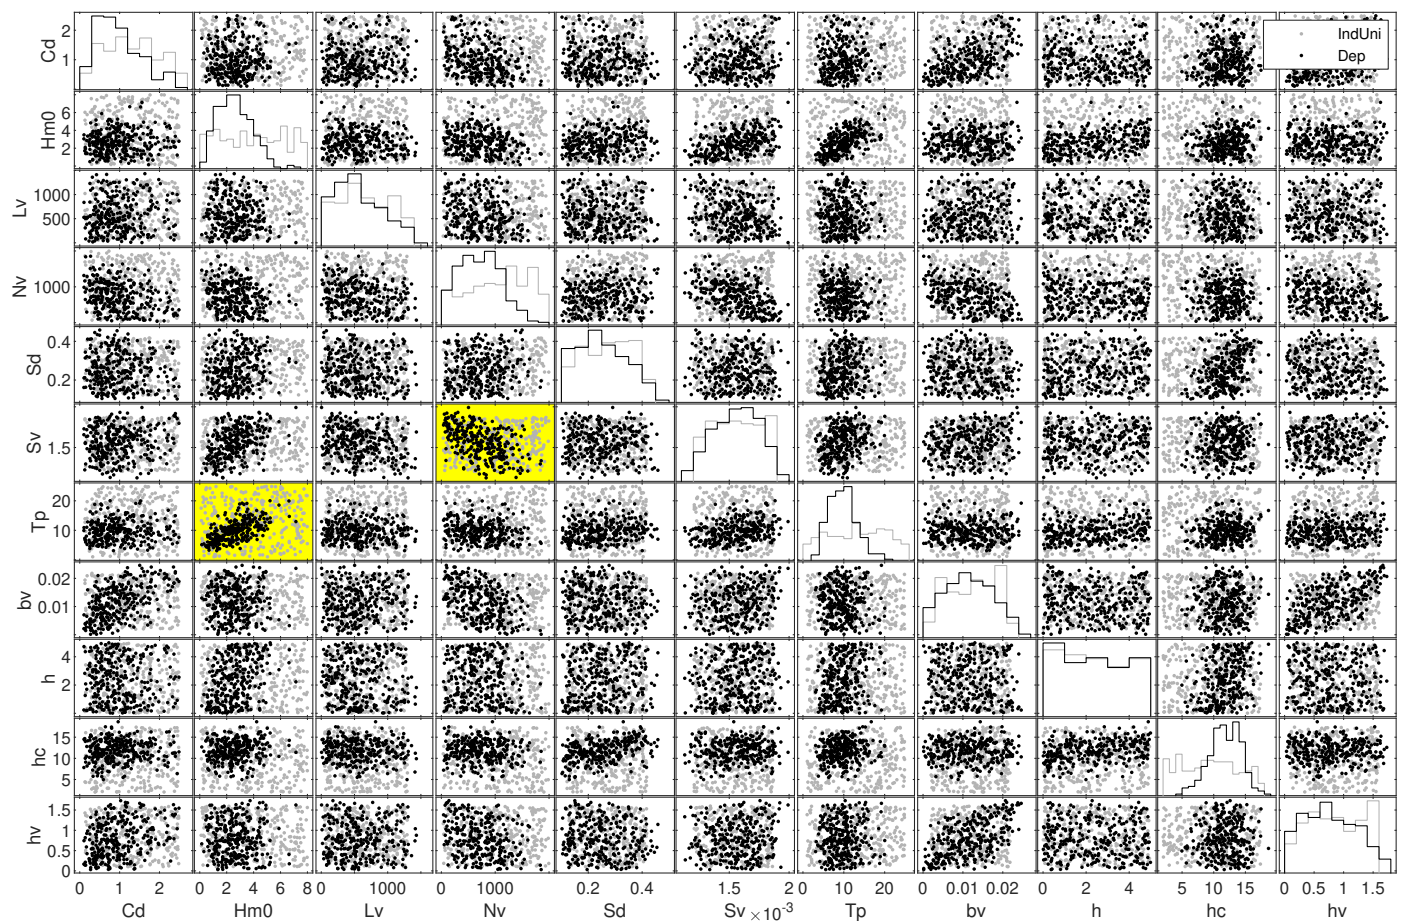 IndUni
Dep
Cd
2
1
Hm0
8
6
4
2
Lv
1000
500
Nv
1000
Sd
0.4
0.2
Sv
1.5
Tp
20
10
bv
0.02
0.01
h
4
2
hc
15
10
5
hv
1.5
1
0.5
0
0 1 2
0 2 4 6 8
0 1000
1000
0.2 0.4
1.5 2
×10-3
0 10 20
0 0.01 0.02
0 2 4
5 10 15
0 0.5 1 1.5
Cd Hm0 Lv Nv Sd Sv Tp bv h hc hv